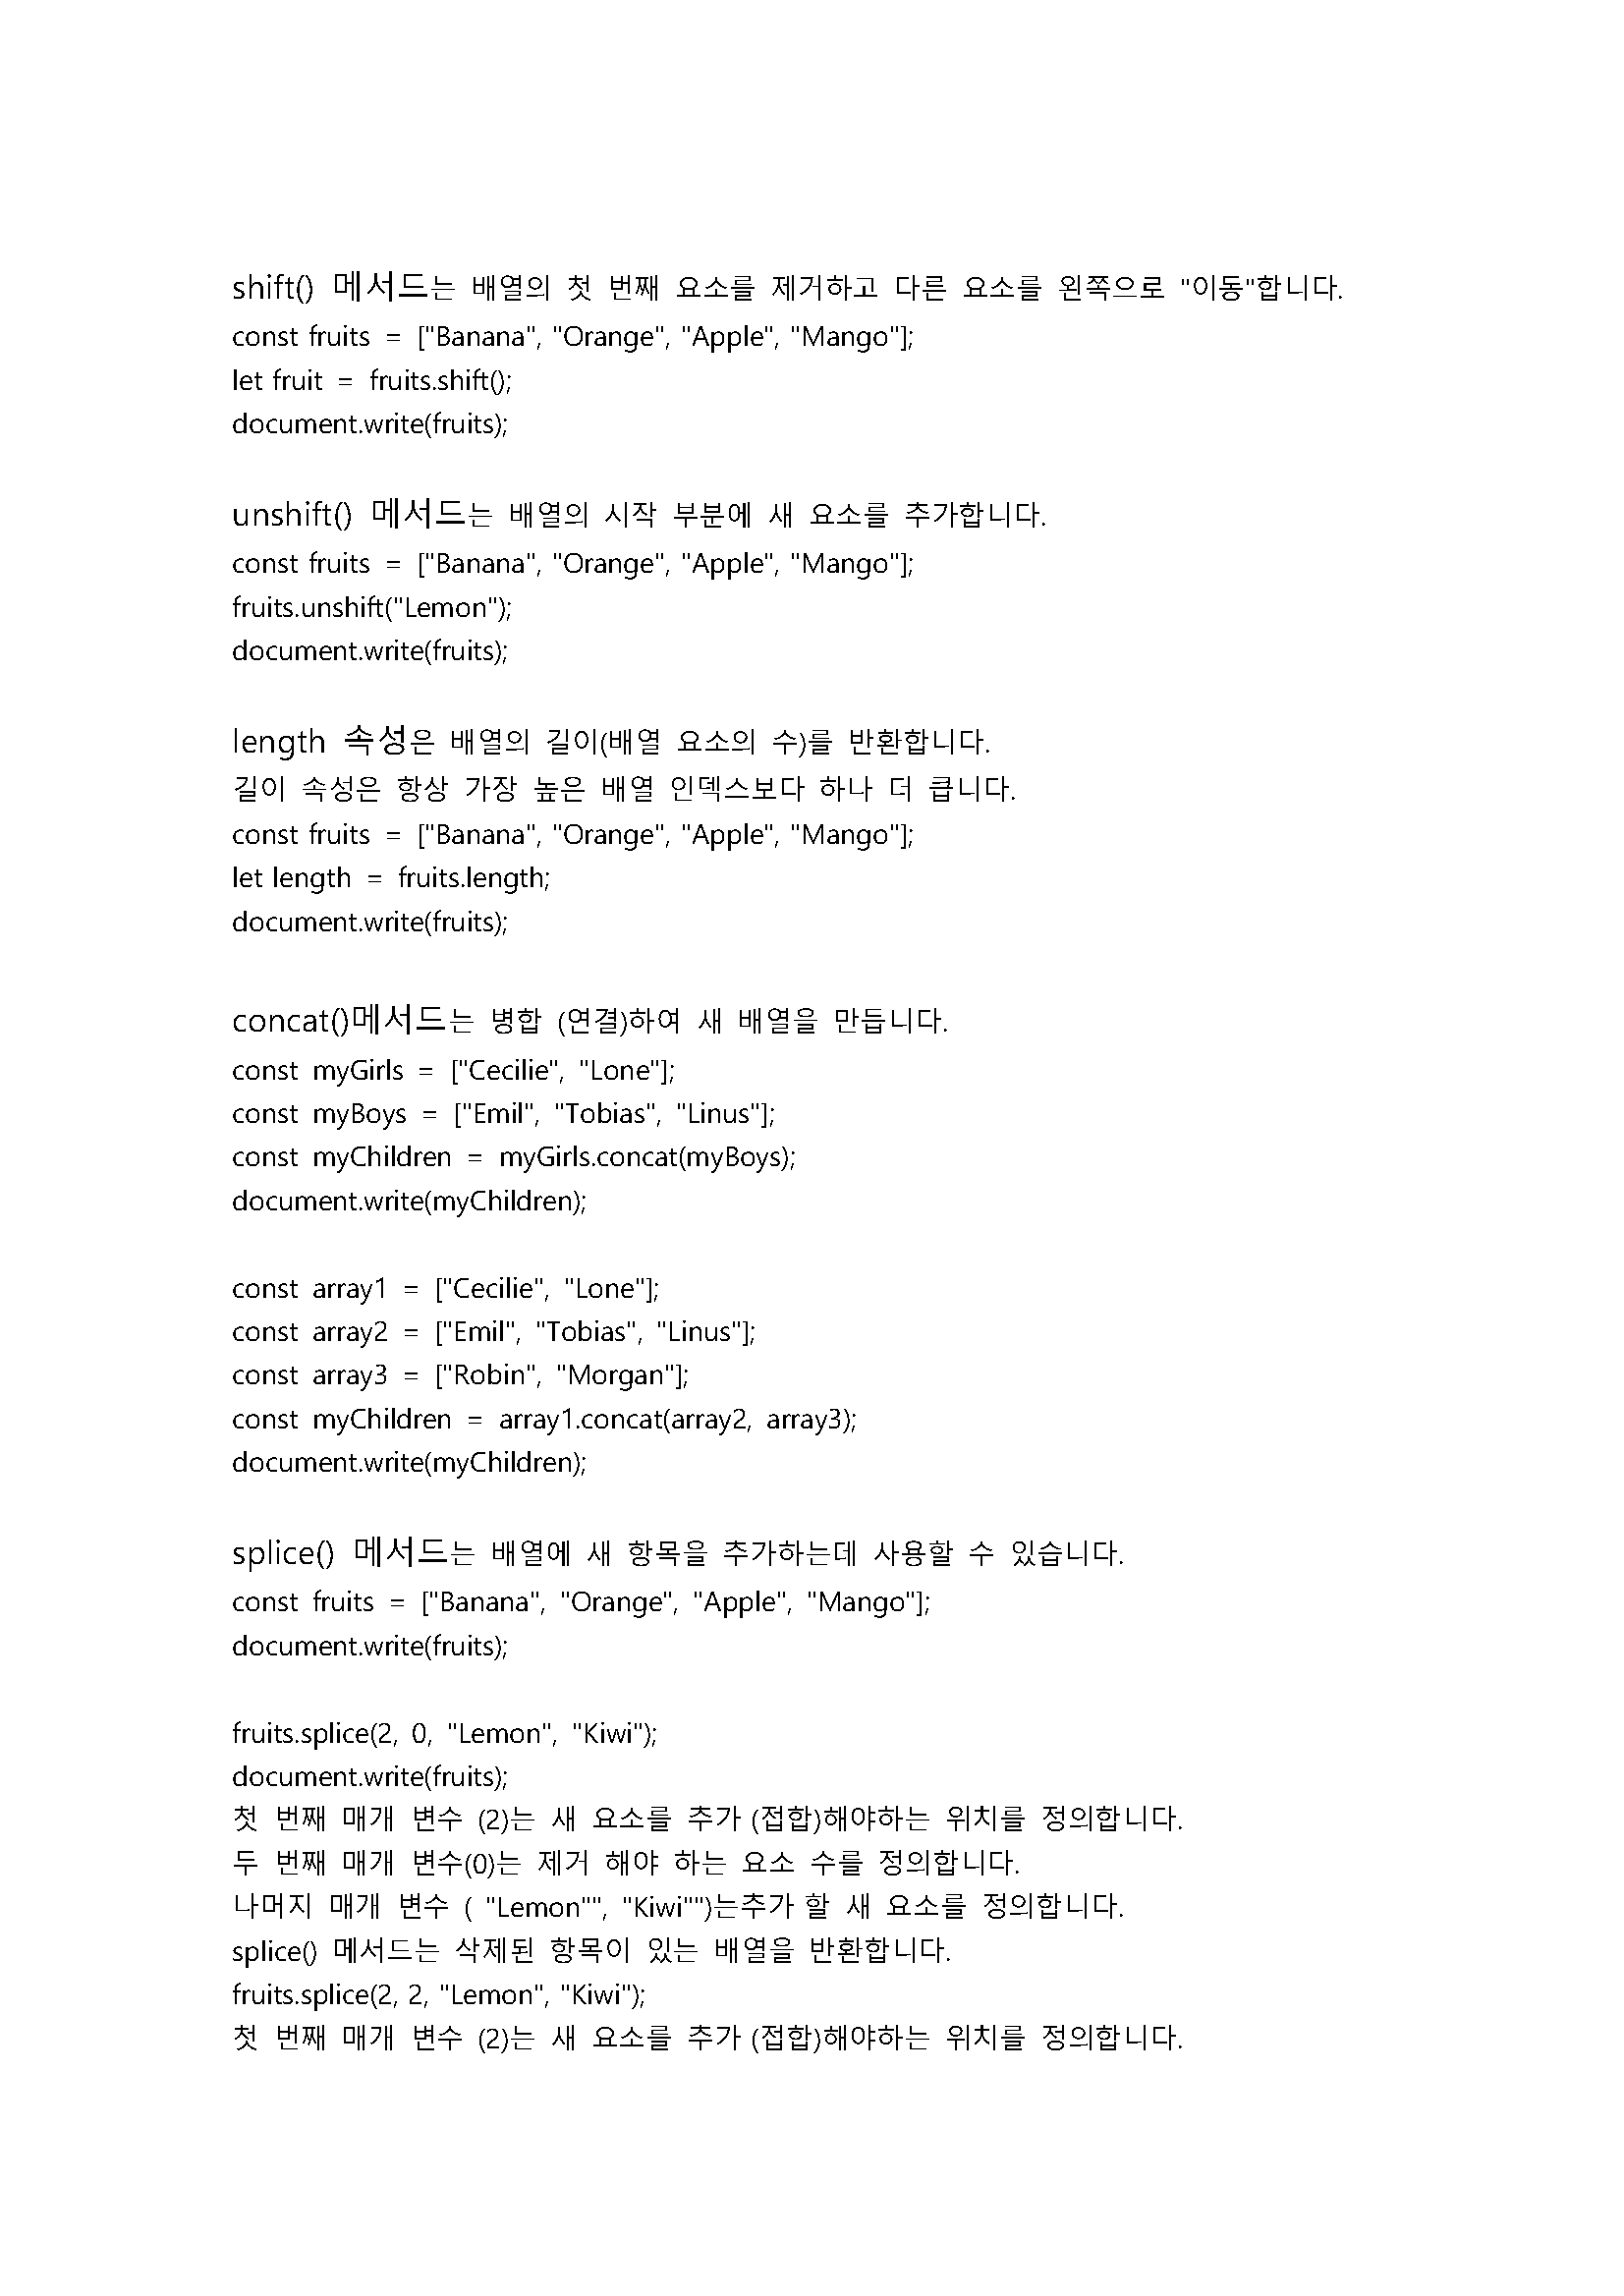 shift() 메서드는 배열의 첫 번째 요소를 제거하고 다른 요소를 왼쪽으로 "이동"합니다.
const fruits = ["Banana", "Orange", "Apple", "Mango"];
let fruit = fruits.shift();
document.write(fruits);
unshift() 메서드는 배열의 시작 부분에 새 요소를 추가합니다.
const fruits = ["Banana", "Orange", "Apple", "Mango"];
fruits.unshift("Lemon");
document.write(fruits);
length 속성은 배열의 길이(배열 요소의 수)를 반환합니다.
길이 속성은 항상 가장 높은 배열 인덱스보다 하나 더 큽니다.
const fruits = ["Banana", "Orange", "Apple", "Mango"];
let length = fruits.length;
document.write(fruits);
concat()메서드는 병합 (연결)하여 새 배열을 만듭니다.
const myGirls = ["Cecilie", "Lone"];
const myBoys = ["Emil", "Tobias", "Linus"];
const myChildren = myGirls.concat(myBoys);
document.write(myChildren);
const array1 = ["Cecilie", "Lone"];
const array2 = ["Emil", "Tobias", "Linus"];
const array3 = ["Robin", "Morgan"];
const myChildren = array1.concat(array2, array3);
document.write(myChildren);
splice() 메서드는 배열에 새 항목을 추가하는데 사용할 수 있습니다.
const fruits = ["Banana", "Orange", "Apple", "Mango"];
document.write(fruits);
fruits.splice(2, 0, "Lemon", "Kiwi");
document.write(fruits);
첫 번째 매개 변수 (2)는 새 요소를 추가 (접합)해야하는 위치를 정의합니다.
두 번째 매개 변수(0)는 제거 해야 하는 요소 수를 정의합니다.
나머지 매개 변수 ( "Lemon"", "Kiwi"")는추가 할 새 요소를 정의합니다.
splice() 메서드는 삭제된 항목이 있는 배열을 반환합니다.
fruits.splice(2, 2, "Lemon", "Kiwi");
첫 번째 매개 변수 (2)는 새 요소를 추가 (접합)해야하는 위치를 정의합니다.